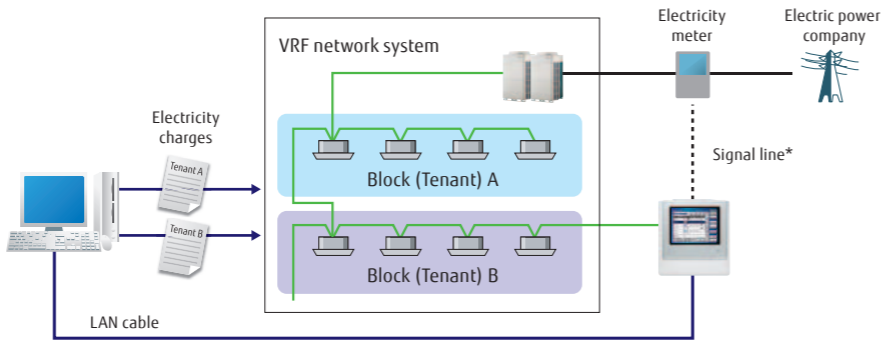 Electricity
meter
Electric power
company
VRF network system
Electricity
charges
Tenant A
Block (Tenant) A
Signal line*
Tenant B
Block (Tenant) B
LAN cable